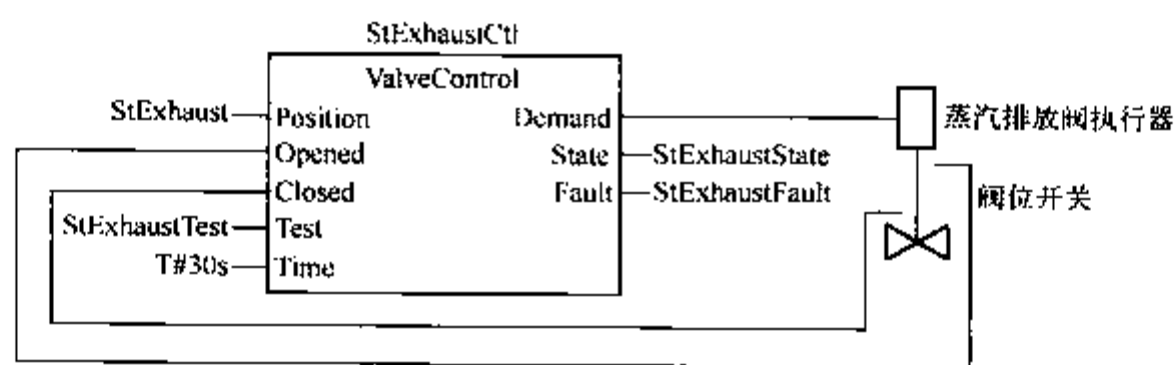 StExhaustCtl
ValveControl
StExhaust
Position
Demand
蒸汽排放阀执行器
Opened
State
StExhaustState
Closed
Fault
StExhaustFault
阀位开关
StExhaustTest
Test
T#30s
Time